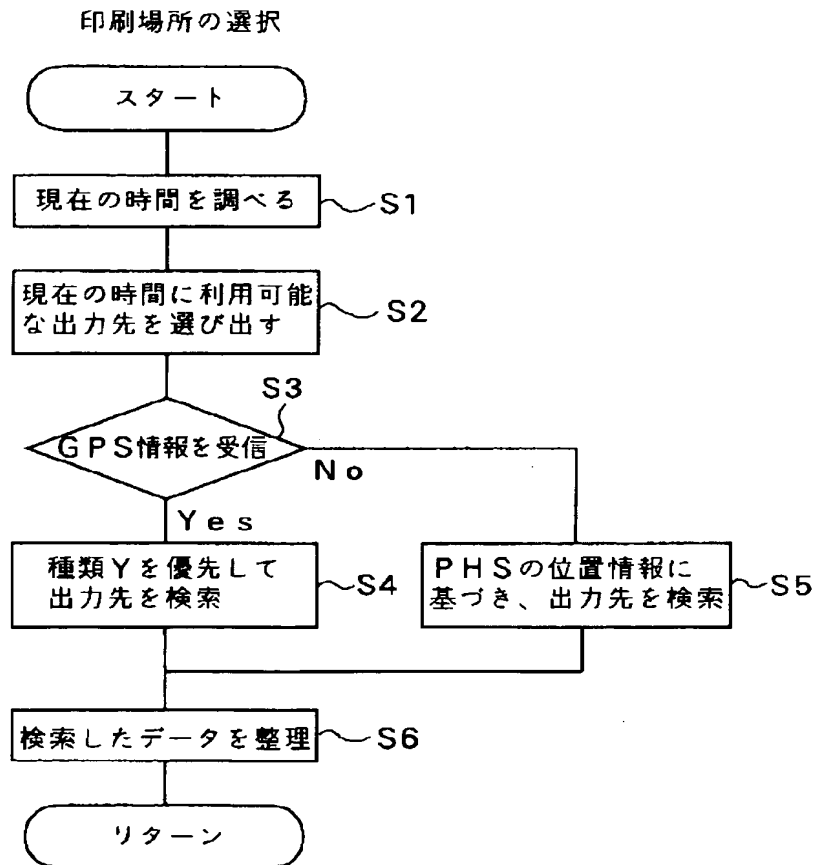 印刷場所の選択
スタート
現在の時間を調べる
S1
現在の時間に利用可能
な出力先を選び出す
S2
S3
GPS情報を受信
No
Yes
種類Yを優先して
出力先を検索
S4
PHSの位置情報に
基づき、出力先を検索
S5
検索したデータを整理
S6
リターン